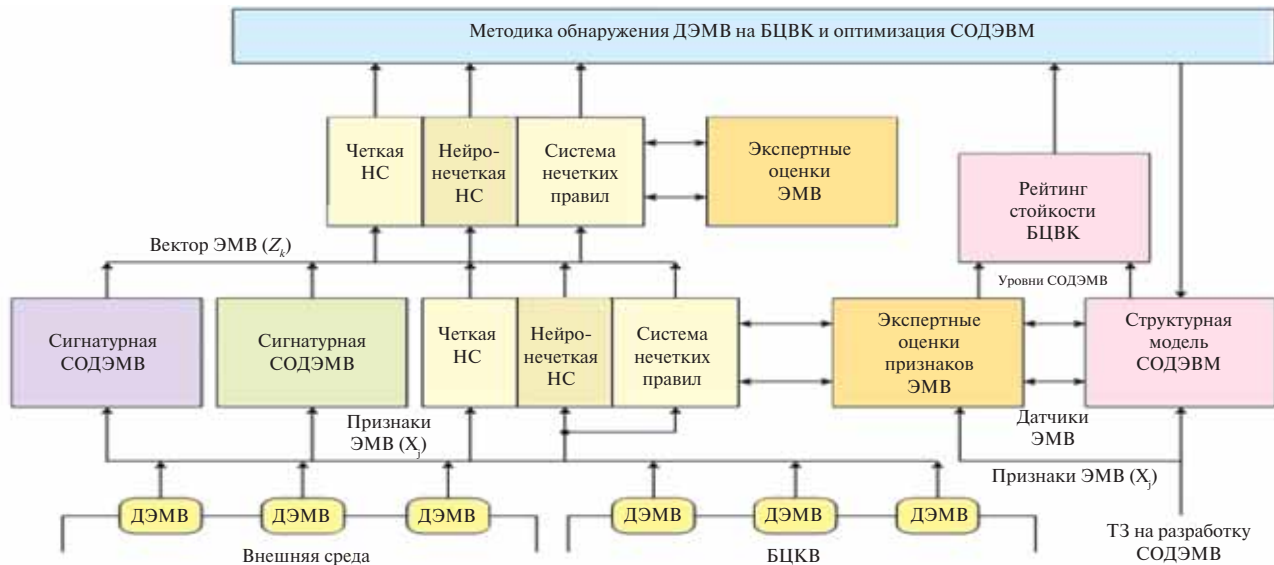 Методика обнаружения ДЭМВ на БЦВК и оптимизация СОДЭВМ
Четкая
НС
Нейро-
нечеткая
НС
Система
нечетких
правил
Экспертные
оценки
ЭМВ
Рейтинг
стойкости
БЦВК
Вектор ЭМВ (Zk)
Уровни СОДЭМВ
Сигнатурная
СОДЭМВ
Сигнатурная
СОДЭМВ
Четкая
НС
Нейро-
нечеткая
НС
Система
нечетких
правил
Экспертные
оценки
признаков
ЭМВ
Структурная
модель
СОДЭВМ
Признаки
ЭМВ (Xj)
Датчики
ЭМВ
Признаки ЭМВ (Xj)
ДЭМВ
ДЭМВ
ДЭМВ
ДЭМВ
ДЭМВ
ДЭМВ
Внешняя среда
БЦКВ
ТЗ на разработку
СОДЭМВ